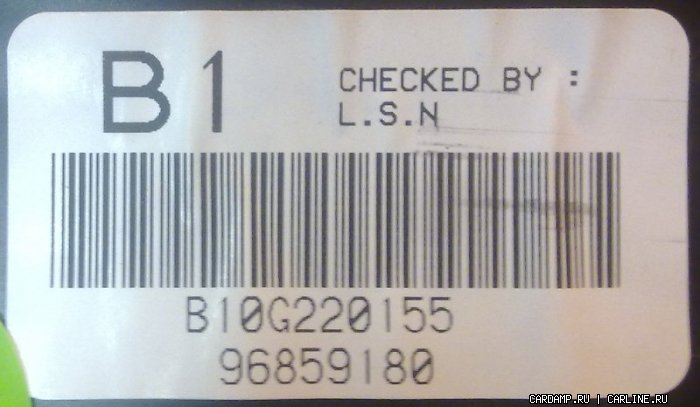 B1
CHECKED BY :
L.S.N
B10G220155
96859180
CARDAMP.RU | CARLINE.RU